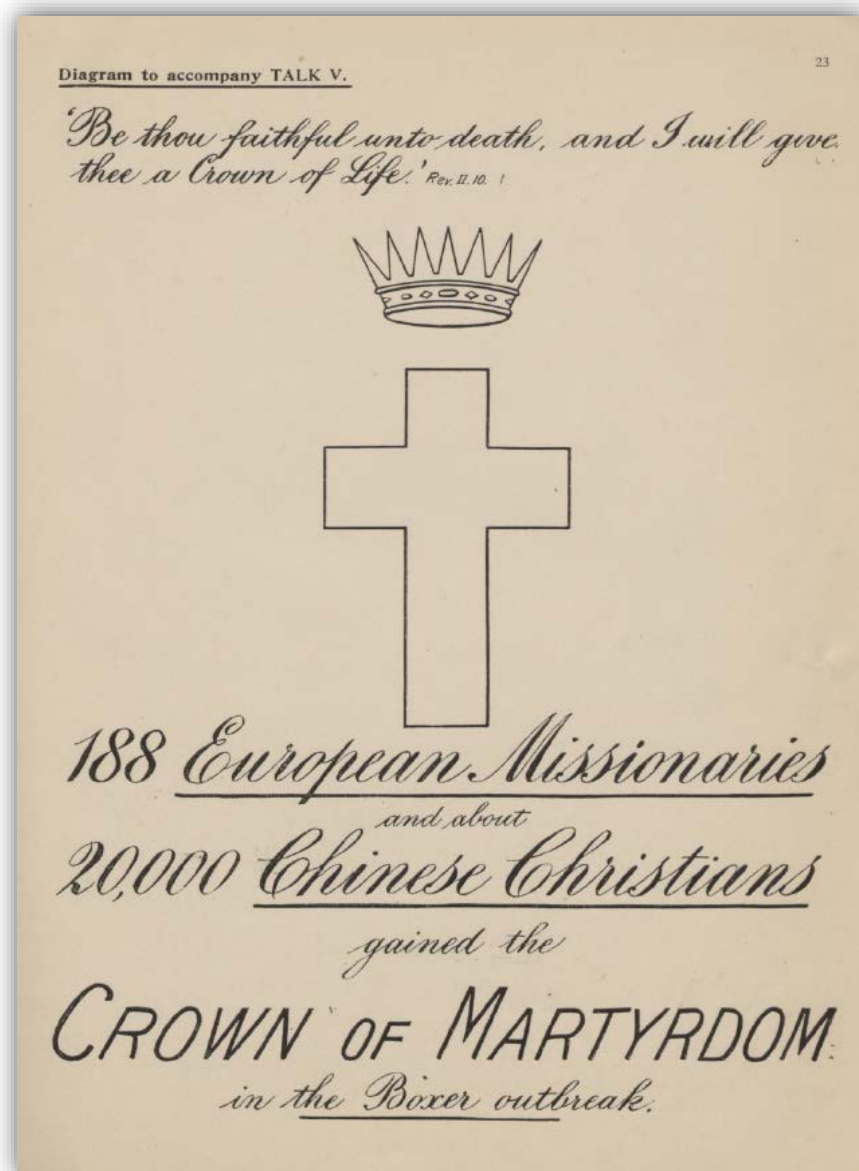 23
Diagram to accompany TALK V.
'Be thou faithful unto death, and I will give
thee a Crown of Life.' Rev. II. 10.
188 European Missionaries
and about
20,000 Chinese Christians
gained the
CROWN OF MARTYRDOM
in the Boxer outbreak.